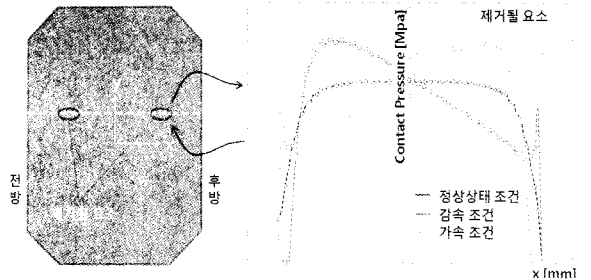 제거될 요소
Contact Pressure [Mpa]
전방
후방
정상상태 조건
감속 조건
가속 조건
x [mm]